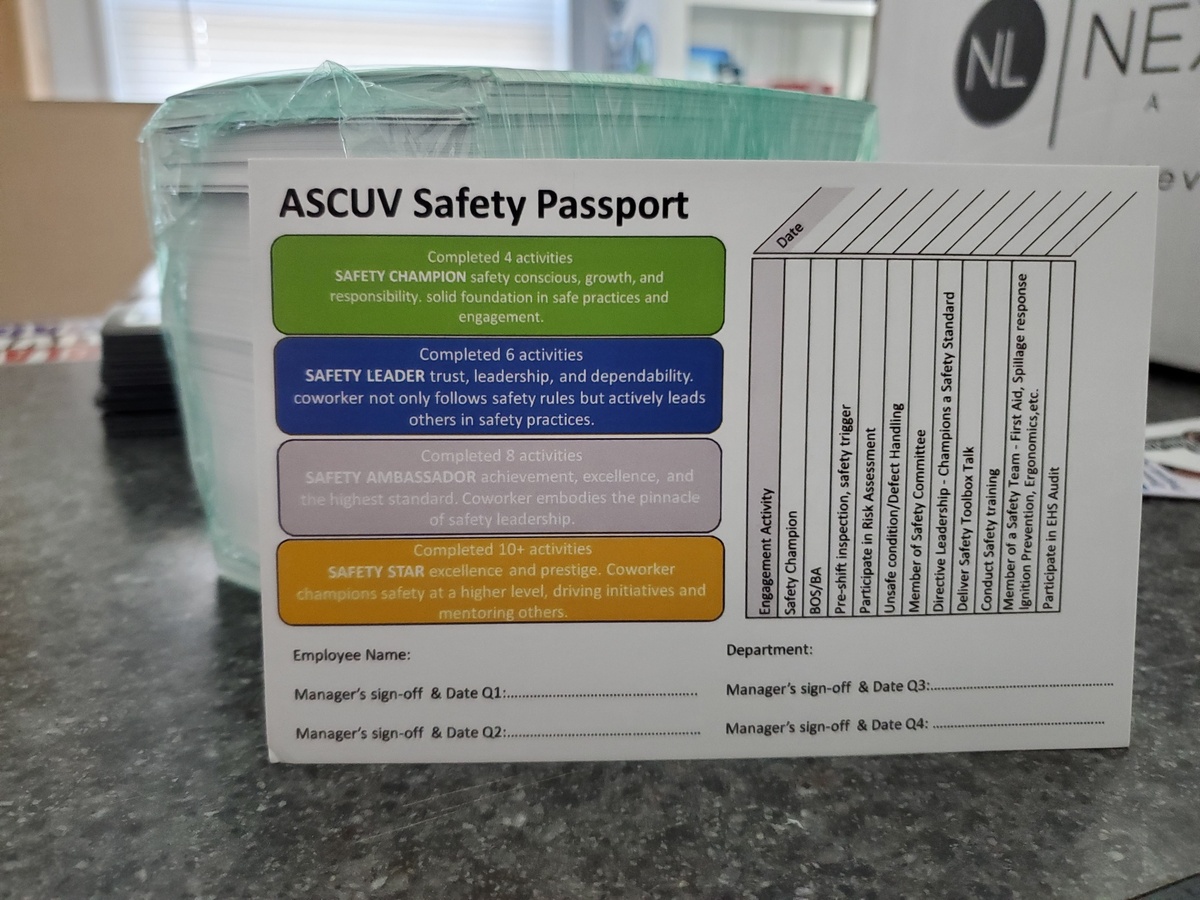 NL
ASCUV Safety Passport
Completed 4 activities
SAFETY CHAMPION safety conscious, growth, and
responsibility. solid foundation in safe practices and
engagement.
Completed 6 activities
SAFETY LEADER trust, leadership, and dependability.
coworker not only follows safety rules but actively leads
others in safety practices.
Completed 8 activities
SAFETY AMBASSADOR achievement, excellence, and
the highest standard. Coworker embodies the pinnacle
of safety leadership.
Completed 10+ activities
SAFETY STAR excellence and prestige. Coworker
champions safety at a higher level, driving initiatives and
mentoring others.
Date
Engagement Activity
Safety Champion
BOS/BA
Pre-shift inspection, safety trigger
Participate in Risk Assessment
Unsafe condition/Defect Handling
Member of Safety Committee
Directive Leadership - Champions a Safety Standard
Deliver Safety Toolbox Talk
Conduct Safety training
Member of a Safety Team - First Aid, Spillage response
Ignition Prevention, Ergonomics,etc.
Participate in EHS Audit
Employee Name:
Department:
Manager's sign-off & Date Q1:
Manager's sign-off & Date Q3:
Manager's sign-off & Date Q2:
Manager's sign-off & Date Q4: